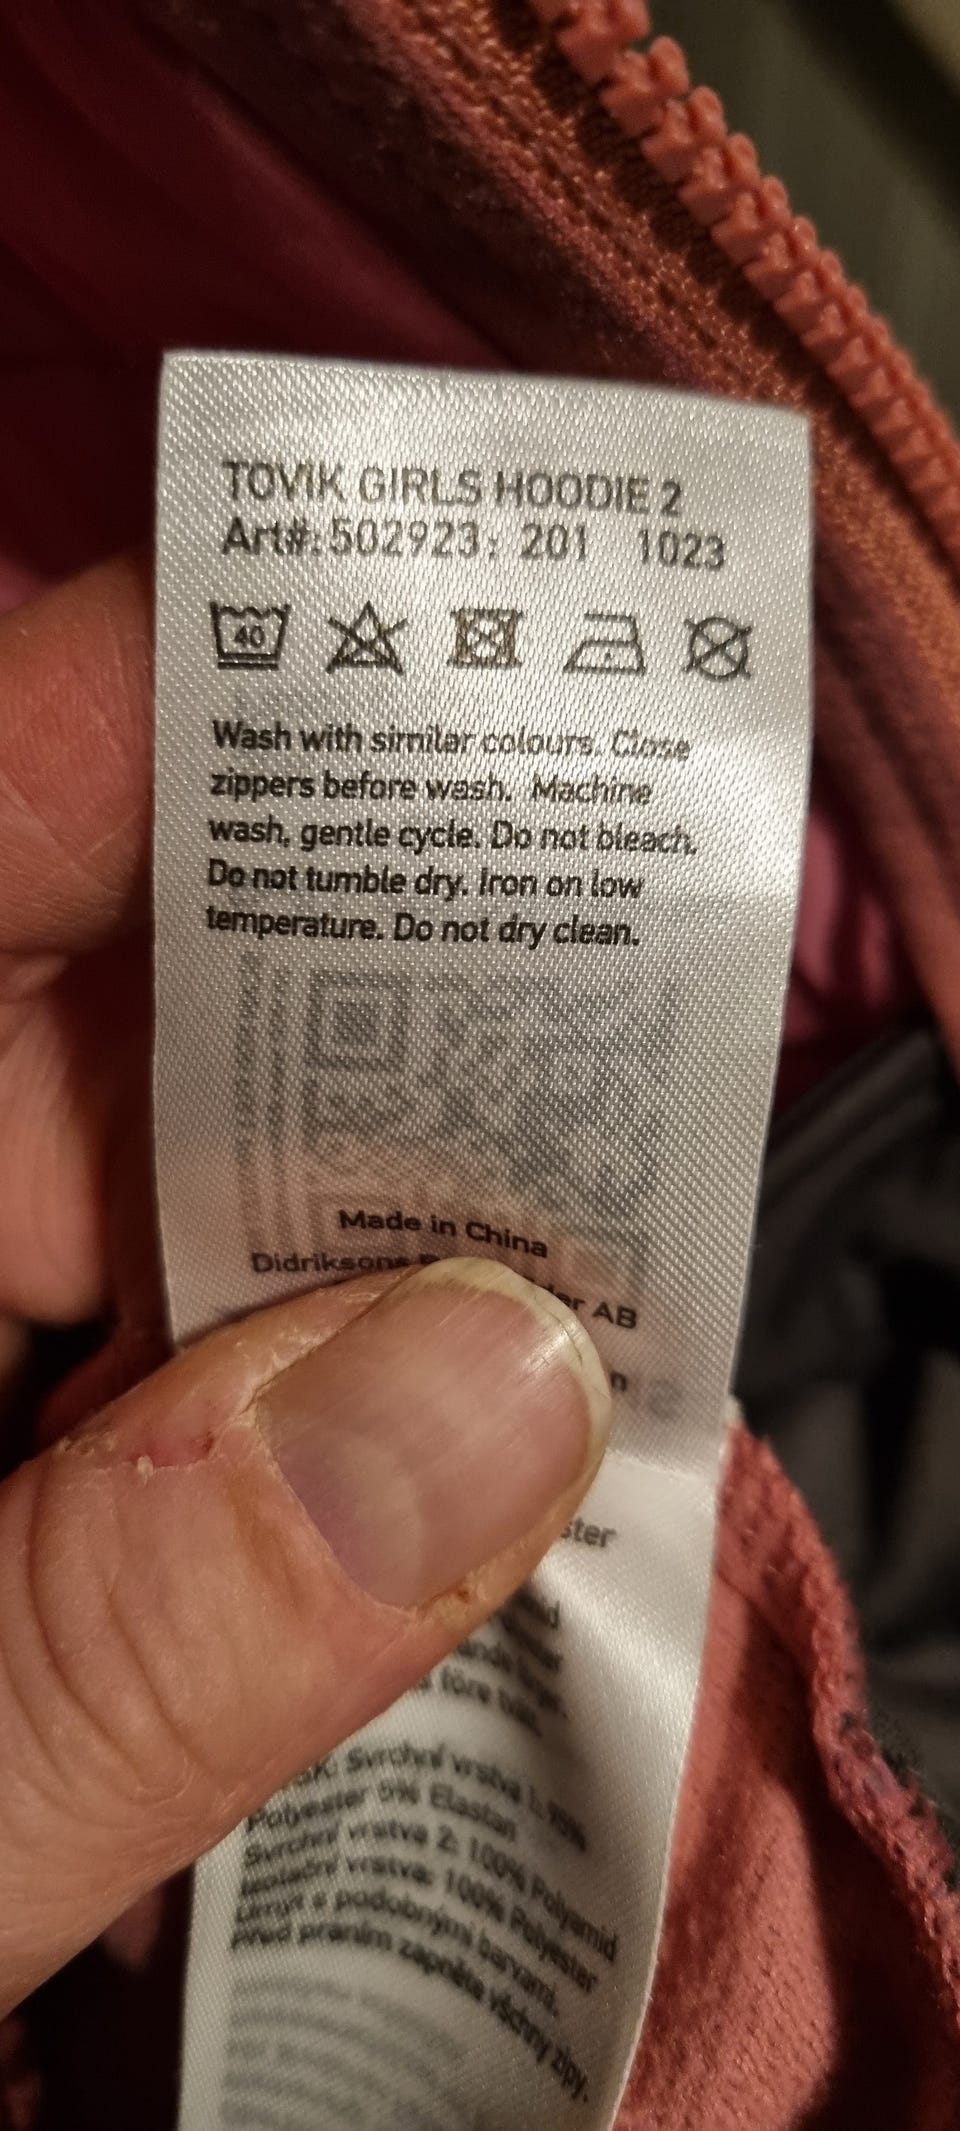 TOVIK GIRLS HOODIE 2
Art#: 502923: 201 1023
40
Wash with similar colours. Close
zippers before wash. Machine
wash, gentle cycle. Do not bleach.
Do not tumble dry. Iron on low
temperature. Do not dry clean.
Made in China
Didriksons AB
Svrchní vrstva 1: 95%
Polyester 5% Elastan
Svrchní vrstva 2: 100% Polyamid
Izolační vrstva: 100% Polyester
Umýt s podobnými barvami.
Před praním zapněte všechny zipy.